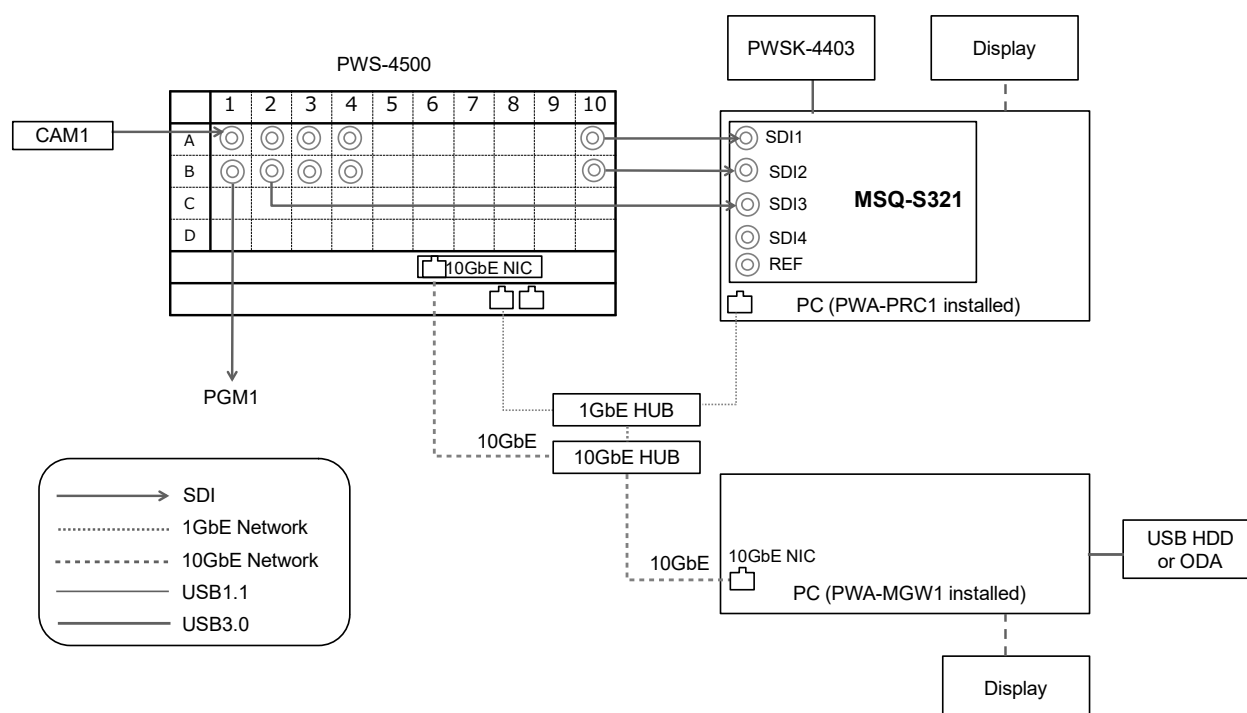 PWSK-4403
Display
PWS-4500
1 2 3 4 5 6 7 8 9 10
CAM1
A
B
C
D
SDI1
SDI2
SDI3
SDI4
REF
MSQ-S321
10GbE NIC
PC (PWA-PRC1 installed)
PGM1
1GbE HUB
10GbE
10GbE HUB
SDI
1GbE Network
10GbE Network
USB1.1
USB3.0
10GbE
10GbE NIC
PC (PWA-MGW1 installed)
USB HDD
or ODA
Display